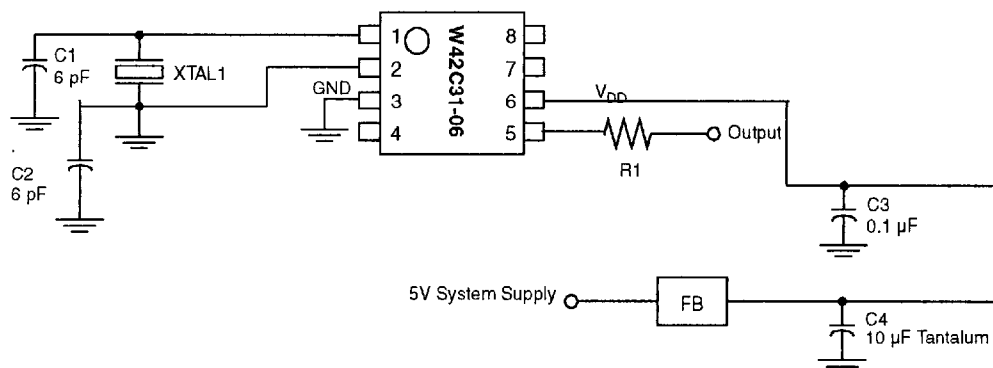 C1
6 pF
XTAL1
C2
6 pF
GND
1
2
3
4
W42C31-06
8
7
6
5
V_DD
R1
Output
C3
0.1 µF
5V System Supply
FB
C4
10 µF Tantalum